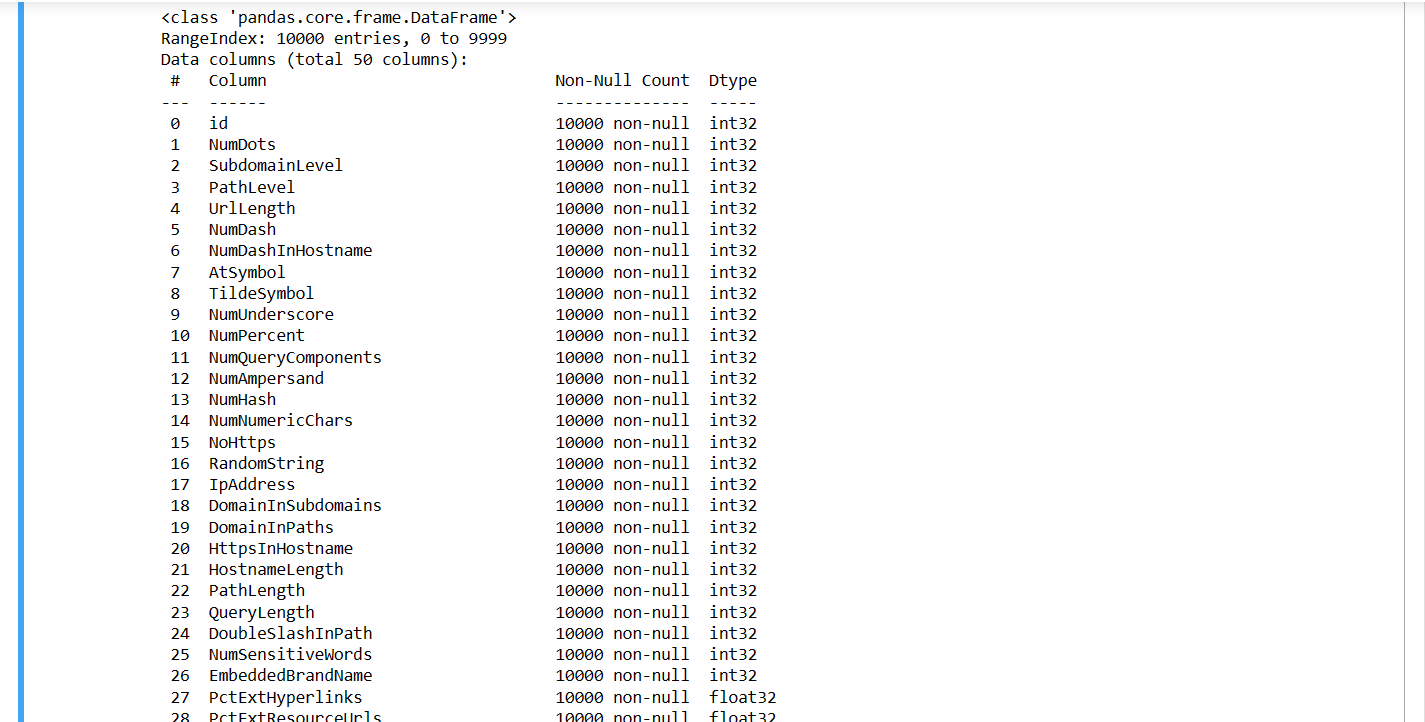 <class 'pandas.core.frame.DataFrame'>
RangeIndex: 10000 entries, 0 to 9999
Data columns (total 50 columns):
 #   Column                              Non-Null Count  Dtype
---  ------                              --------------  -----
 0   id                                  10000 non-null  int32
 1   NumDots                             10000 non-null  int32
 2   SubdomainLevel                      10000 non-null  int32
 3   PathLevel                           10000 non-null  int32
 4   UrlLength                           10000 non-null  int32
 5   NumDash                             10000 non-null  int32
 6   NumDashInHostname                   10000 non-null  int32
 7   AtSymbol                            10000 non-null  int32
 8   TildeSymbol                         10000 non-null  int32
 9   NumUnderscore                       10000 non-null  int32
 10  NumPercent                          10000 non-null  int32
 11  NumQueryComponents                  10000 non-null  int32
 12  NumAmpersand                        10000 non-null  int32
 13  NumHash                             10000 non-null  int32
 14  NumNumericChars                     10000 non-null  int32
 15  NoHttps                             10000 non-null  int32
 16  RandomString                        10000 non-null  int32
 17  IpAddress                           10000 non-null  int32
 18  DomainInSubdomains                  10000 non-null  int32
 19  DomainInPaths                       10000 non-null  int32
 20  HttpsInHostname                     10000 non-null  int32
 21  HostnameLength                      10000 non-null  int32
 22  PathLength                          10000 non-null  int32
 23  QueryLength                         10000 non-null  int32
 24  DoubleSlashInPath                   10000 non-null  int32
 25  NumSensitiveWords                   10000 non-null  int32
 26  EmbeddedBrandName                   10000 non-null  int32
 27  PctExtHyperlinks                    10000 non-null  float32
 28  PctExtResourceUrls                  10000 non-null  float32